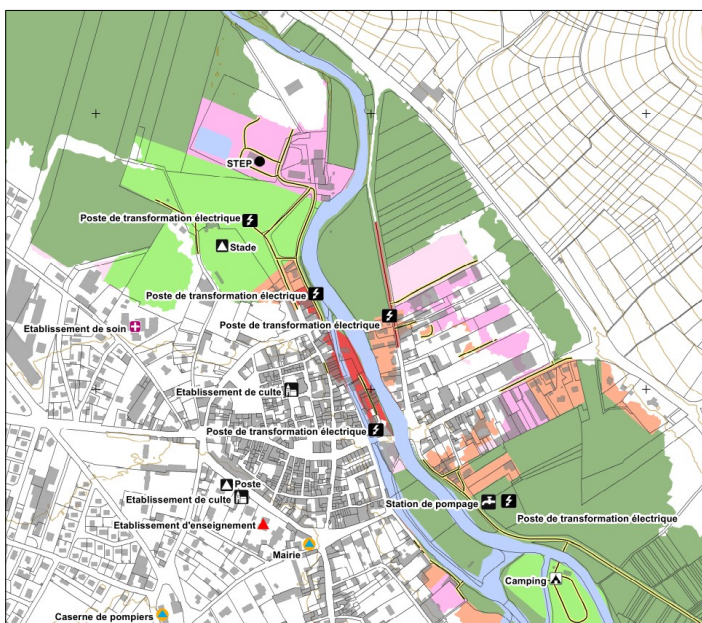 STEP
Poste de transformation électrique
Stade
Poste de transformation électrique
Poste de transformation électrique
Etablissement de soin
Etablissement de culte
Poste de transformation électrique
Poste
Etablissement de culte
Station de pompage
Poste de transformation électrique
Etablissement d'enseignement
Mairie
Camping
Caserne de pompiers